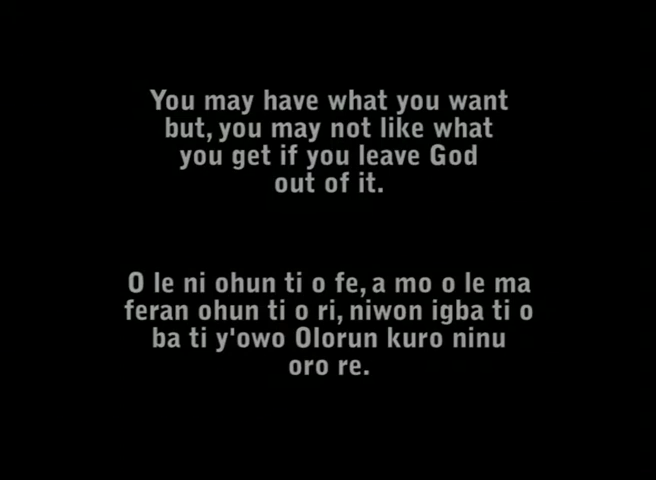 You may have what you want
but, you may not like what
you get if you leave God
out of it.
O le ni ohun ti o fe, a mo o le ma
feran ohun ti o ri, niwon igba ti o
ba ti y'owo Olorun kuro ninu
oro re.